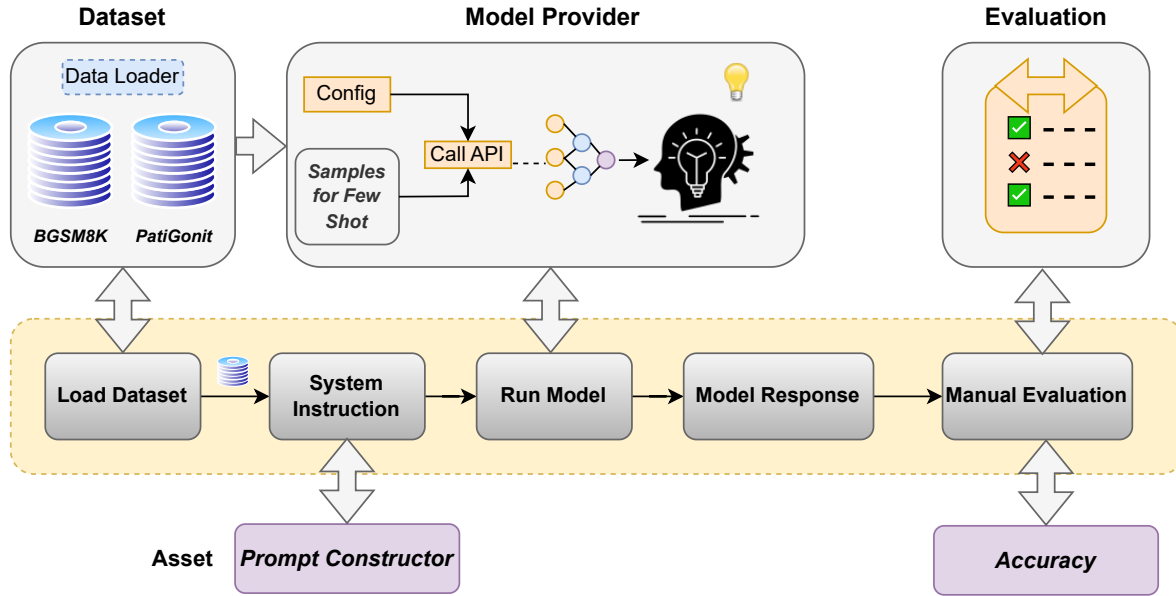 Dataset
Model Provider
Evaluation
Data Loader
BGSM8K
PatiGonit
Config
Call API
Samples
for Few
Shot
Load Dataset
System
Instruction
Run Model
Model Response
Manual Evaluation
Asset
Prompt Constructor
Accuracy